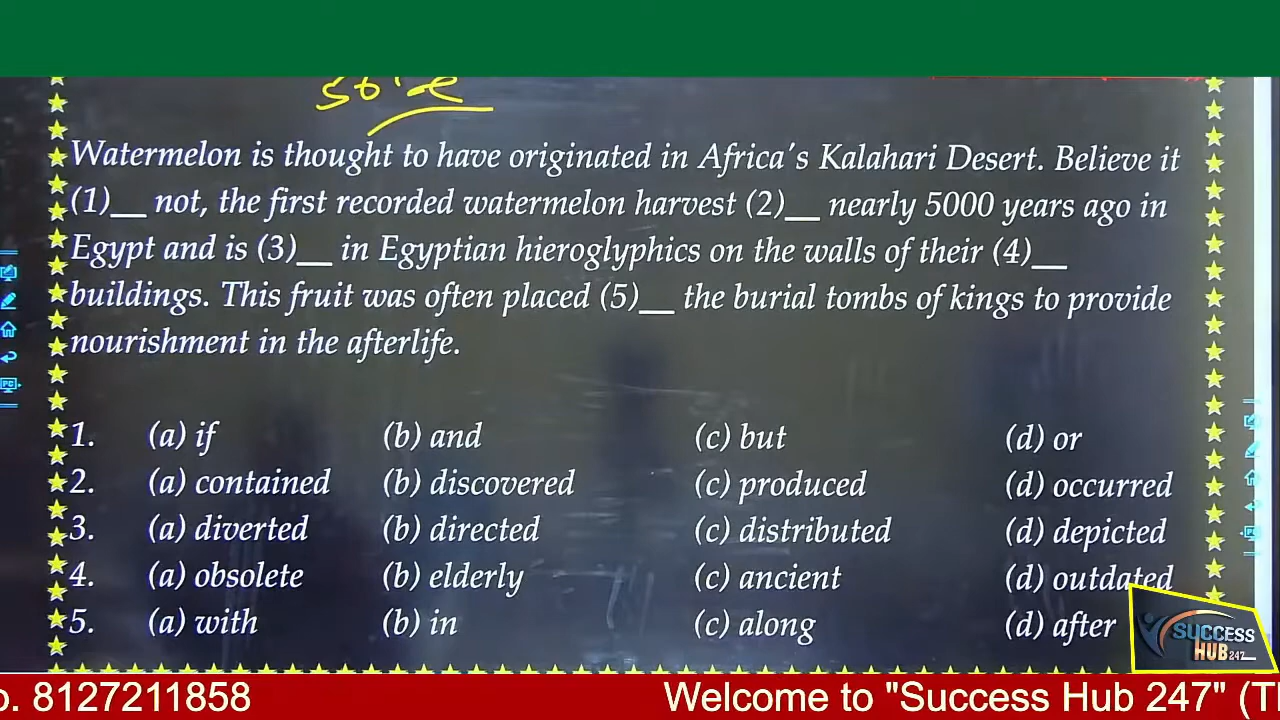 Watermelon is thought to have originated in Africa's Kalahari Desert. Believe it
(1)__ not, the first recorded watermelon harvest (2)__ nearly 5000 years ago in
Egypt and is (3)__ in Egyptian hieroglyphics on the walls of their (4)__
buildings. This fruit was often placed (5)__ the burial tombs of kings to provide
nourishment in the afterlife.
1. (a) if (b) and (c) but (d) or
2. (a) contained (b) discovered (c) produced (d) occurred
3. (a) diverted (b) directed (c) distributed (d) depicted
4. (a) obsolete (b) elderly (c) ancient (d) outdated
5. (a) with (b) in (c) along (d) after
SUCCESS
HUB 247
o. 8127211858 Welcome to "Success Hub 247" (T